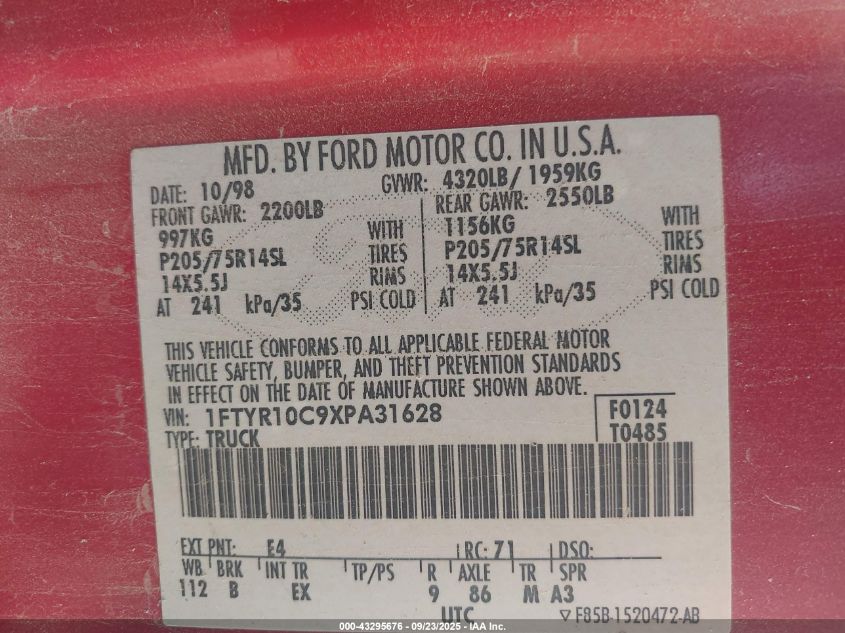 MFD. BY FORD MOTOR CO. IN U.S.A.
DATE: 10/98 GVWR: 4320LB/ 1959KG
FRONT GAWR: 2200LB REAR GAWR: 2550LB
997KG WITH 1156KG WITH
P205/75R14SL TIRES P205/75R14SL TIRES
14X5.5J RIMS 14X5.5J RIMS
AT 241 kPa/35 PSI COLD AT 241 kPa/35 PSI COLD
THIS VEHICLE CONFORMS TO ALL APPLICABLE FEDERAL MOTOR
VEHICLE SAFETY, BUMPER, AND THEFT PREVENTION STANDARDS
IN EFFECT ON THE DATE OF MANUFACTURE SHOWN ABOVE.
VIN: 1FTYR10C9XPA31628 F0124
TYPE: TRUCK T0485
EXT PNT: E4 RC: 71 DSO:
WB BRK INT TR TP/PS R AXLE TR SPR
112 B EX 9 86 M A3
UTC ▽F85B-1520472-AB
000-43295676 - 09/23/2025 - IAA Inc.